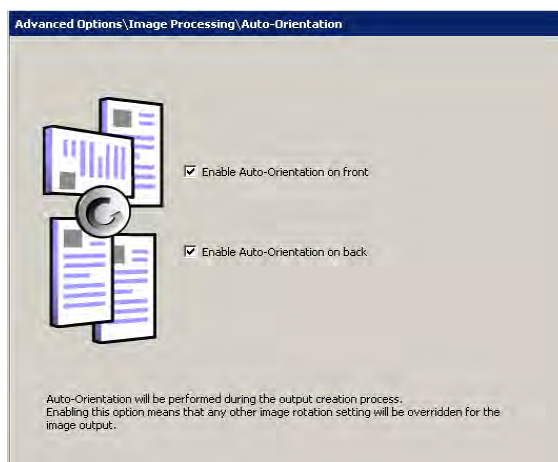 Advanced Options\Image Processing\Auto-Orientation
Enable Auto-Orientation on front
Enable Auto-Orientation on back
Auto-Orientation will be performed during the output creation process.
Enabling this option means that any other image rotation setting will be overridden for the
image output.